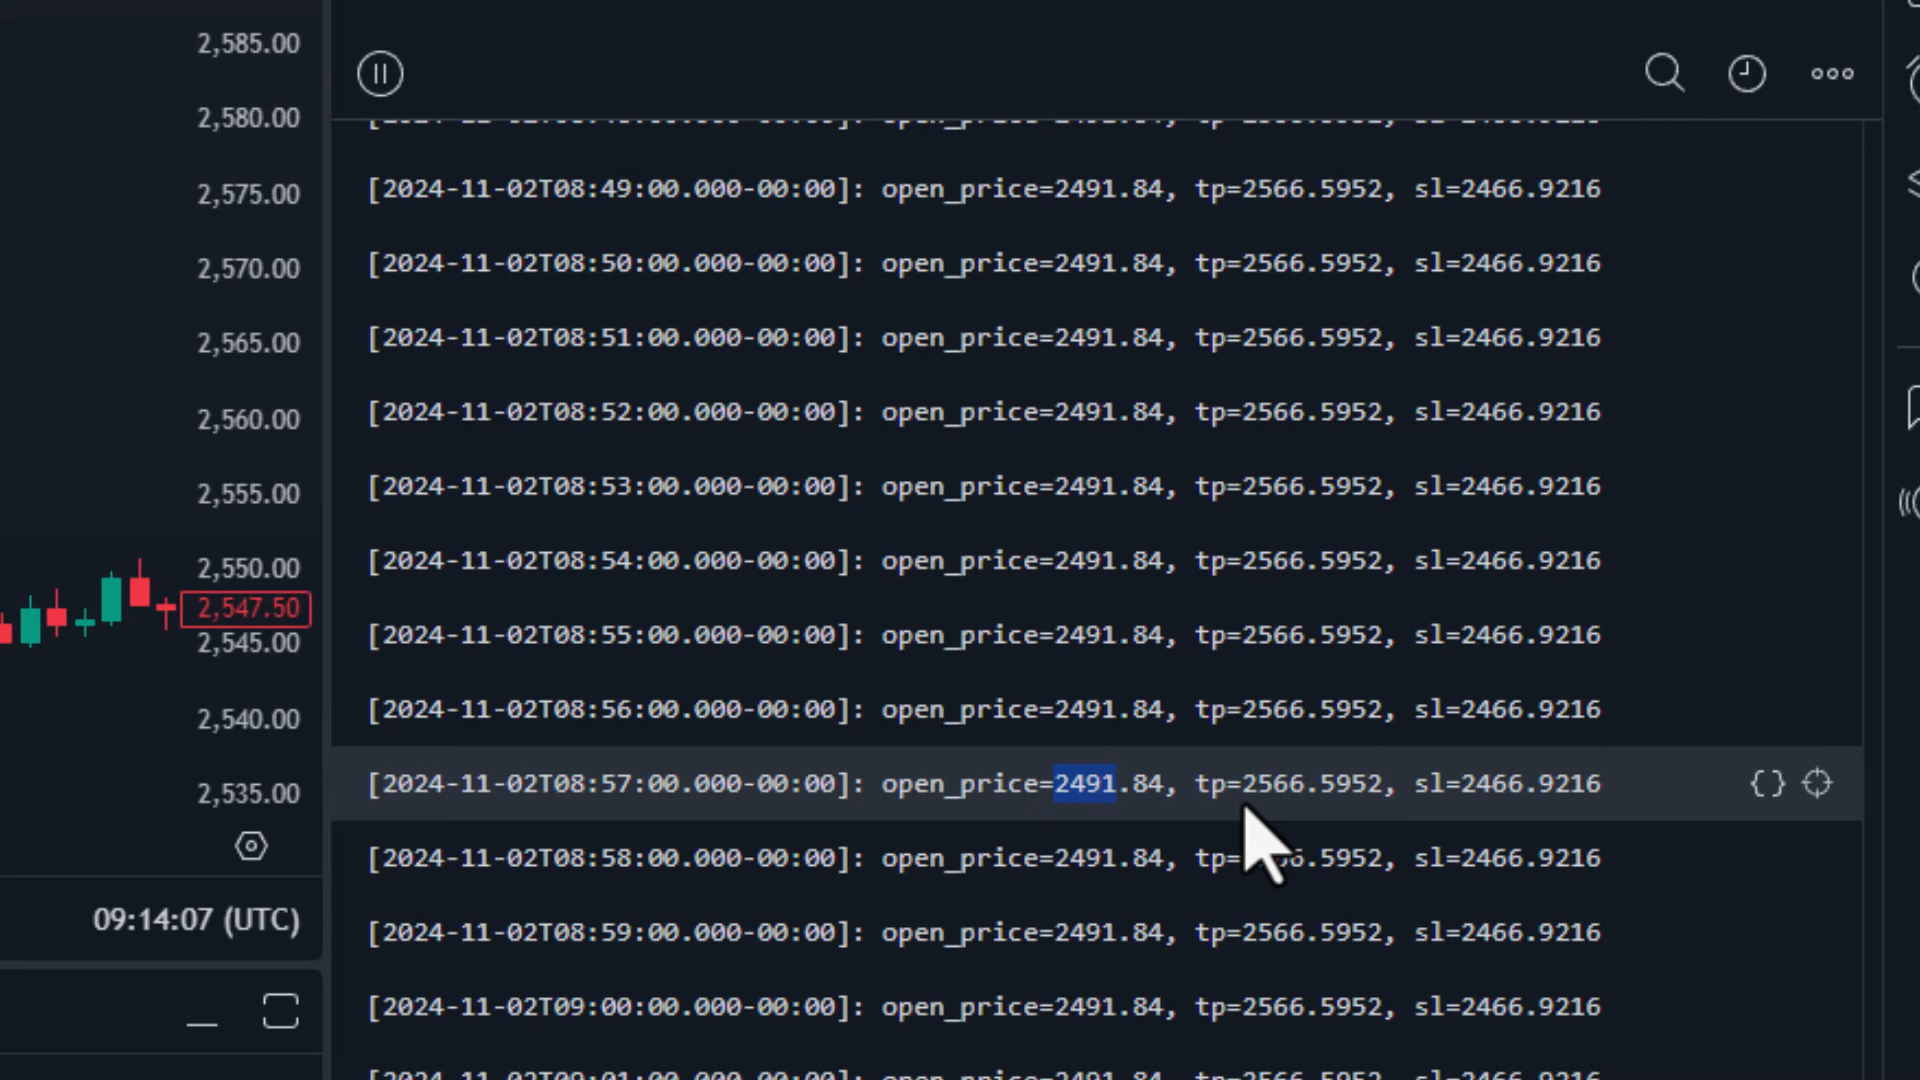 2,585.00
2,580.00
2,575.00
2,570.00
2,565.00
2,560.00
2,555.00
2,550.00
2,547.50
2,545.00
2,540.00
2,535.00
09:14:07 (UTC)
[2024-11-02T08:49:00.000-00:00]: open_price=2491.84, tp=2566.5952, sl=2466.9216
[2024-11-02T08:50:00.000-00:00]: open_price=2491.84, tp=2566.5952, sl=2466.9216
[2024-11-02T08:51:00.000-00:00]: open_price=2491.84, tp=2566.5952, sl=2466.9216
[2024-11-02T08:52:00.000-00:00]: open_price=2491.84, tp=2566.5952, sl=2466.9216
[2024-11-02T08:53:00.000-00:00]: open_price=2491.84, tp=2566.5952, sl=2466.9216
[2024-11-02T08:54:00.000-00:00]: open_price=2491.84, tp=2566.5952, sl=2466.9216
[2024-11-02T08:55:00.000-00:00]: open_price=2491.84, tp=2566.5952, sl=2466.9216
[2024-11-02T08:56:00.000-00:00]: open_price=2491.84, tp=2566.5952, sl=2466.9216
[2024-11-02T08:57:00.000-00:00]: open_price=2491.84, tp=2566.5952, sl=2466.9216 {}
[2024-11-02T08:58:00.000-00:00]: open_price=2491.84, sl=2466.9216
[2024-11-02T08:59:00.000-00:00]: open_price=2491.84, tp=2566.5952, sl=2466.9216
[2024-11-02T09:00:00.000-00:00]: open_price=2491.84, tp=2566.5952, sl=2466.9216